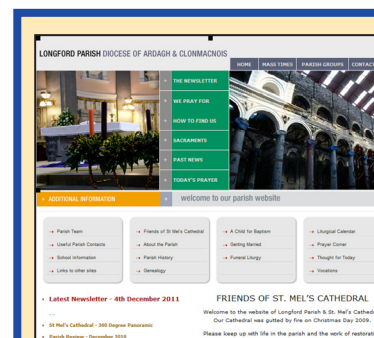 LONGFORD PARISH DIOCESE OF ARDAGH & CLONMACNOIS
HOME MASS TIMES PARISH GROUPS CONTACT
THE NEWSLETTER
WE PRAY FOR
HOW TO FIND US
SACRAMENTS
PAST NEWS
TODAY'S PRAYER
ADDITIONAL INFORMATION
welcome to our parish website
Parish Team
Useful Parish Contacts
School Information
Links to other sites
Friends of St Mel's Cathedral
About the Parish
Parish History
Genealogy
A Child for Baptism
Getting Married
Funeral Liturgy
Liturgical Calendar
Prayer Corner
Thought for Today
Vocations
Latest Newsletter - 4th December 2011
....
St Mel's Cathedral - 360 Degree Panoramic
Parish Review - December 2010
FRIENDS OF ST. MEL'S CATHEDRAL
Welcome to the website of Longford Parish & St. Mel's
Our Cathedral was gutted by fire on Christmas Day 2009.
Please keep up with life in the parish and the work of